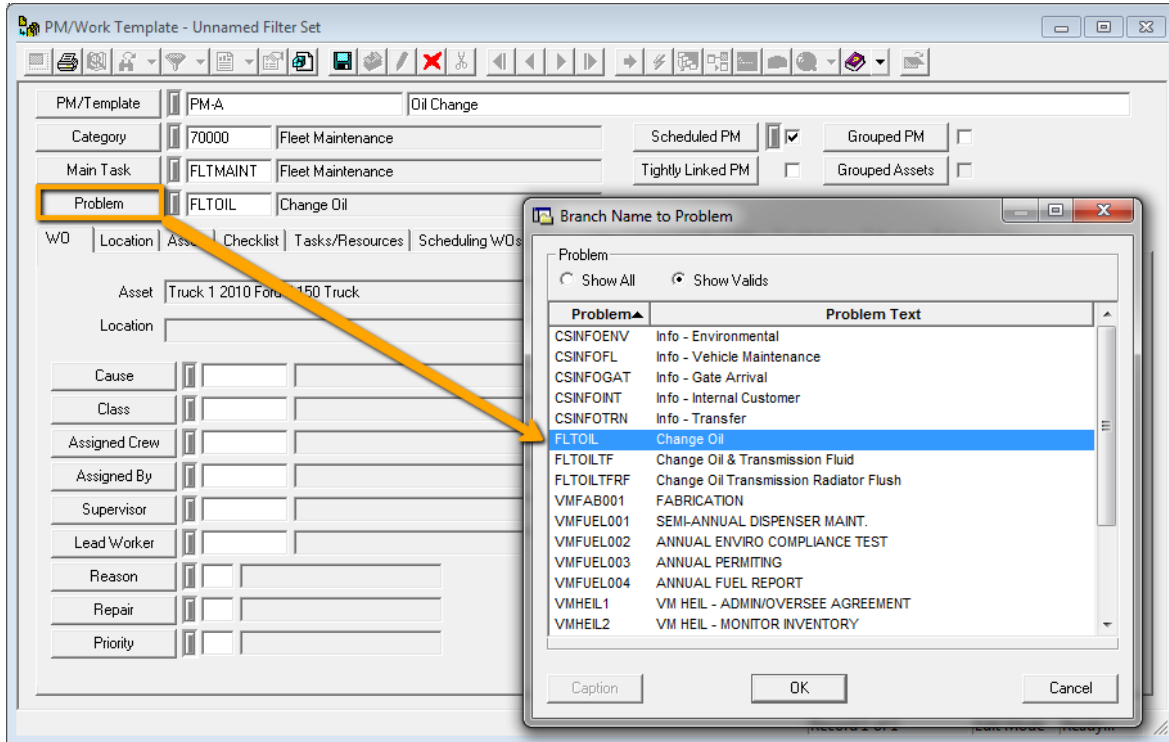 PM/Work Template - Unnamed Filter Set
PM/Template PM-A Oil Change
Category 70000 Fleet Maintenance Scheduled PM Grouped PM
Main Task FLTMAINT Fleet Maintenance Tightly Linked PM Grouped Assets
Problem FLTOIL Change Oil
WO Location Checklist Tasks/Resources Scheduling WOs
Asset Truck 1 2010 150 Truck
Location
Cause
Class
Assigned Crew
Assigned By
Supervisor
Lead Worker
Reason
Repair
Priority
Branch Name to Problem
Problem
Show All Show Valids
Problem Problem Text
CSINFOENV Info - Environmental
CSINFOFL Info - Vehicle Maintenance
CSINFOGAT Info - Gate Arrival
CSINFOINT Info - Internal Customer
CSINFOTRN Info - Transfer
FLTOIL Change Oil
FLTOILTF Change Oil & Transmission Fluid
FLTOILTFRF Change Oil Transmission Radiator Flush
VMFAB001 FABRICATION
VMFUEL001 SEMI-ANNUAL DISPENSER MAINT.
VMFUEL002 ANNUAL ENVIRO COMPLIANCE TEST
VMFUEL003 ANNUAL PERMITING
VMFUEL004 ANNUAL FUEL REPORT
VMHEIL1 VM HEIL - ADMIN/OVERSEE AGREEMENT
VMHEIL2 VM HEIL - MONITOR INVENTORY
Caption OK Cancel